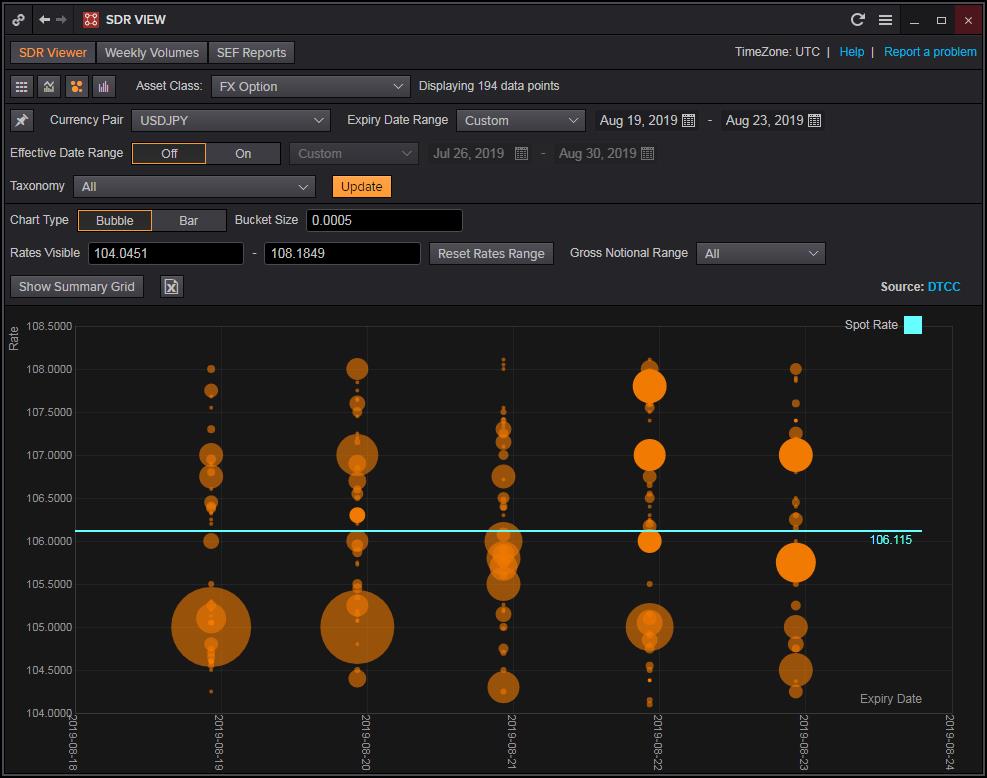 SDR VIEW
SDR Viewer Weekly Volumes SEF Reports TimeZone: UTC | Help | Report a problem
Asset Class: FX Option Displaying 194 data points
Currency Pair USDJPY Expiry Date Range Custom Aug 19, 2019 - Aug 23, 2019
Effective Date Range Off On Custom Jul 26, 2019 - Aug 30, 2019
Taxonomy All Update
Chart Type Bubble Bar Bucket Size 0.0005
Rates Visible 104.0451 - 108.1849 Reset Rates Range Gross Notional Range All
Show Summary Grid Source: DTCC
Rate
Spot Rate
108.5000
108.0000
107.5000
107.0000
106.5000
106.0000
105.5000
105.0000
104.5000
104.0000
106.115
Expiry Date
2019-08-18
2019-08-19
2019-08-20
2019-08-21
2019-08-22
2019-08-23
2019-08-24